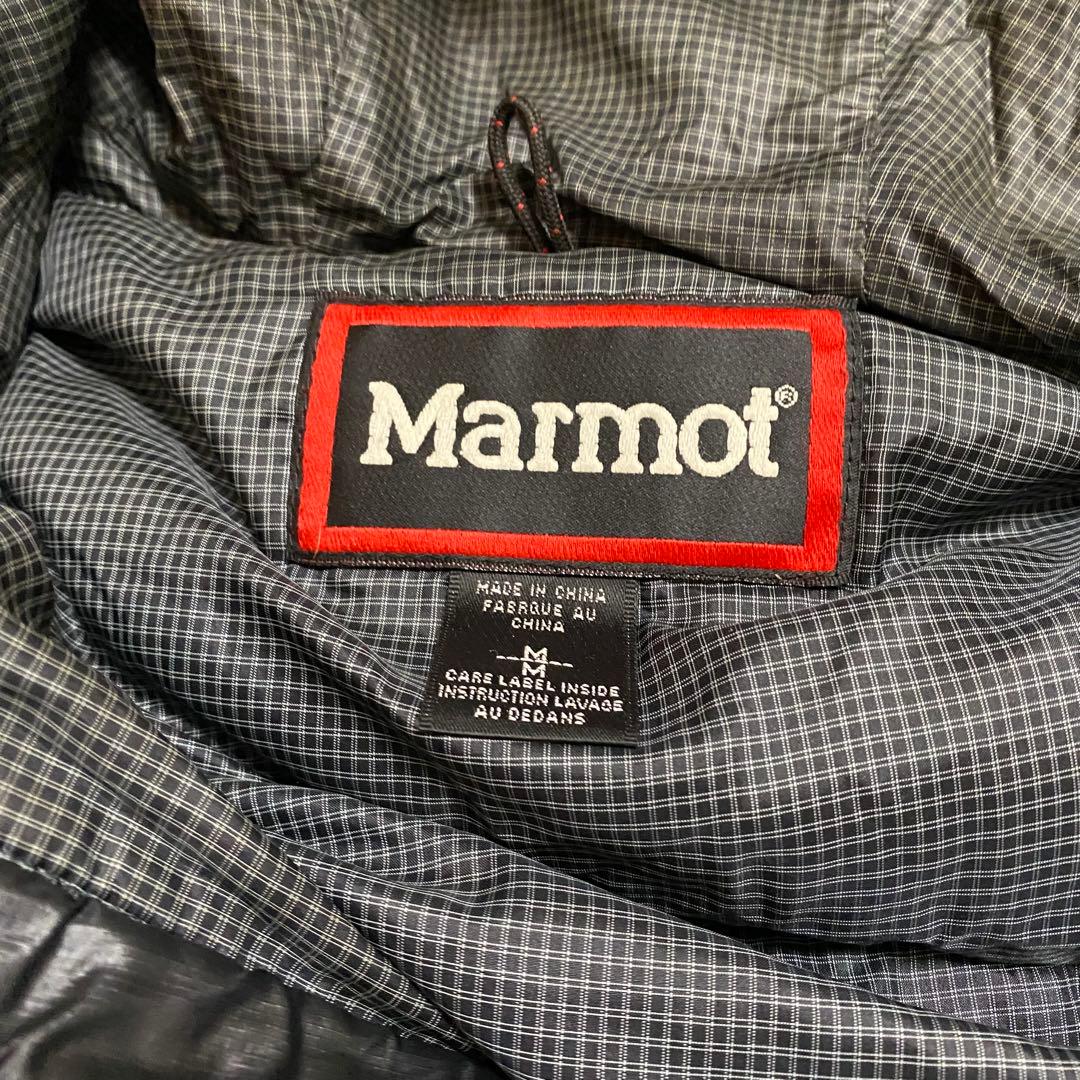 Marmot®
MADE IN CHINA
FABRQUE AU
CHINA
M
M
CARE LABEL INSIDE
INSTRUCTION LAVAGE
AU DEDANS